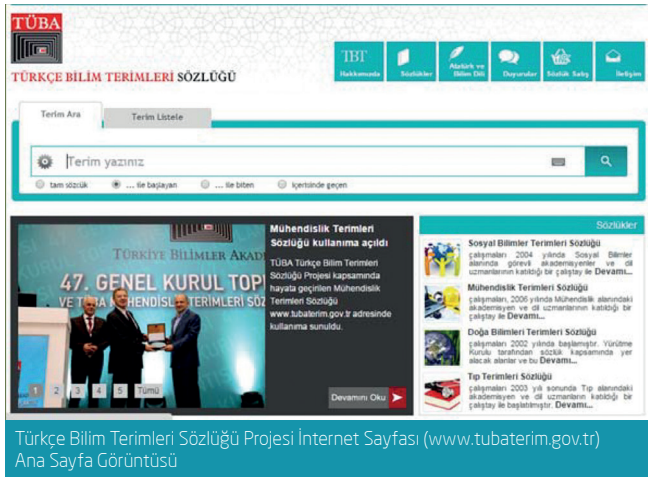 TÜBA
TÜRKÇE BİLİM TERİMLERİ SÖZLÜĞÜ
TBT
Hakkımızda
Sözlükler
Atatürk ve
Bilim Dili
Duyurular
Sözlük Satış
İletişim
Terim Ara
Terim Listele
Terim yazınız
tam sözcük
... ile başlayan
... ile biten
içerisinde geçen
TÜRKİYE BİLİMLER AKAD
47. GENEL KURUL TOP
VE TÜBA MÜHENDİSLİK TERİMLERİ SÖZ
1 2 3 4 5 Tümü
Mühendislik Terimleri
Sözlüğü kullanıma açıldı
TÜBA Türkçe Bilim Terimleri
Sözlüğü Projesi kapsamında
hayata geçirilen Mühendislik
Terimleri Sözlüğü
www.tubaterim.gov.tr adresinde
kullanıma sunuldu.
Devamını Oku
Sözlükler
Sosyal Bilimler Terimleri Sözlüğü
çalışmaları 2004 yılında Sosyal Bilimler
alanında görevli akademisyenler ve dil
uzmanlarının katıldığı bir çalıştay ile Devamı...
Mühendislik Terimleri Sözlüğü
çalışmaları, 2006 yılında Mühendislik alanındaki
akademisyen ve dil uzmanlarının katıldığı bir
çalıştay ile Devamı...
Doğa Bilimleri Terimleri Sözlüğü
çalışmaları 2002 yılında başlamıştır. Yürütme
Kurulu tarafından sözlük kapsamında yer
alacak alanlar ve bu Devamı...
Tıp Terimleri Sözlüğü
çalışmaları 2003 yılı sonunda Tıp alanındaki
akademisyen ve dil uzmanların katıldığı bir
çalıştay ile başlatılmıştır. Devamı...
Türkçe Bilim Terimleri Sözlüğü Projesi İnternet Sayfası (www.tubaterim.gov.tr)
Ana Sayfa Görüntüsü